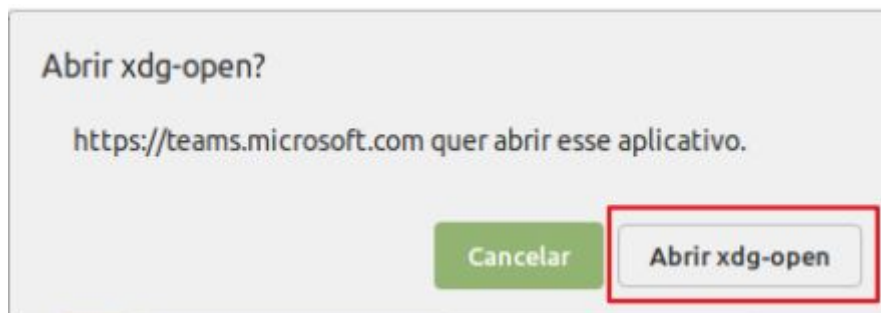 Abrir xdg-open?
https://teams.microsoft.com quer abrir esse aplicativo.
Cancelar
Abrir xdg-open